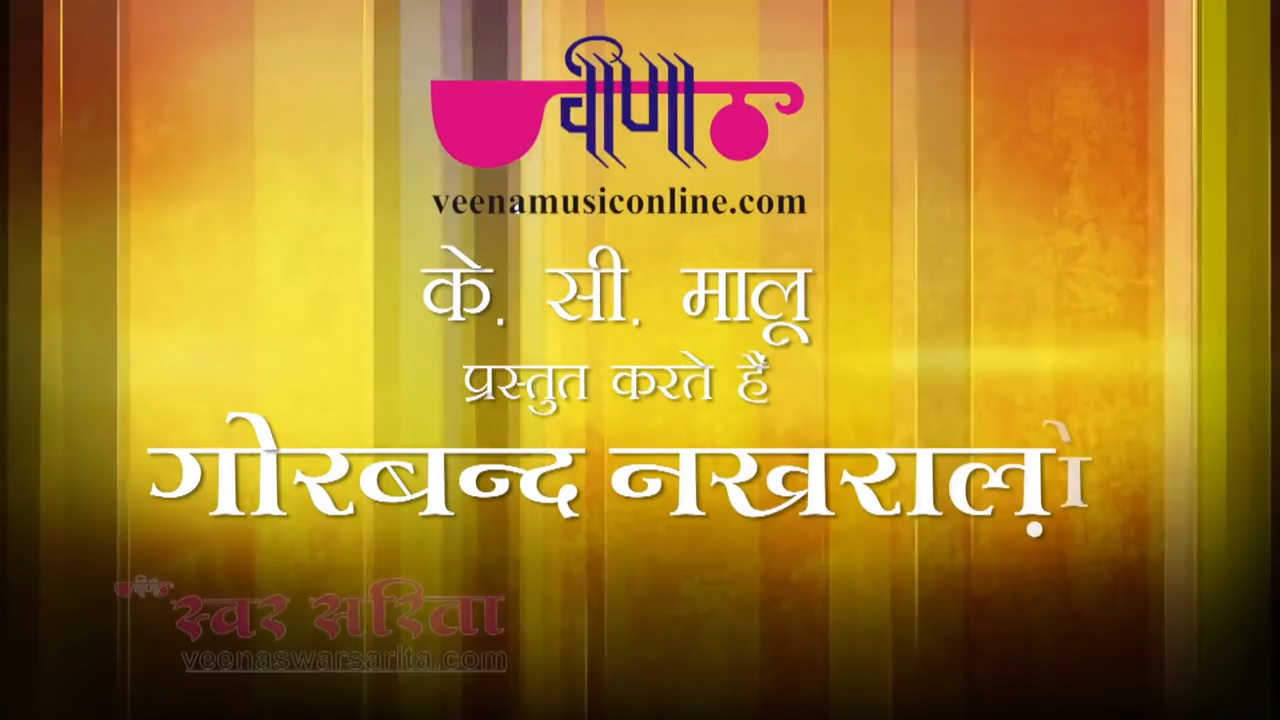 वीणा
veenamusiconline.com
के. सी. मालू
प्रस्तुत करते हैं
गोरबन्द नखराल़ो
वीणा
स्वर सरिता
veenaswarsarita.com